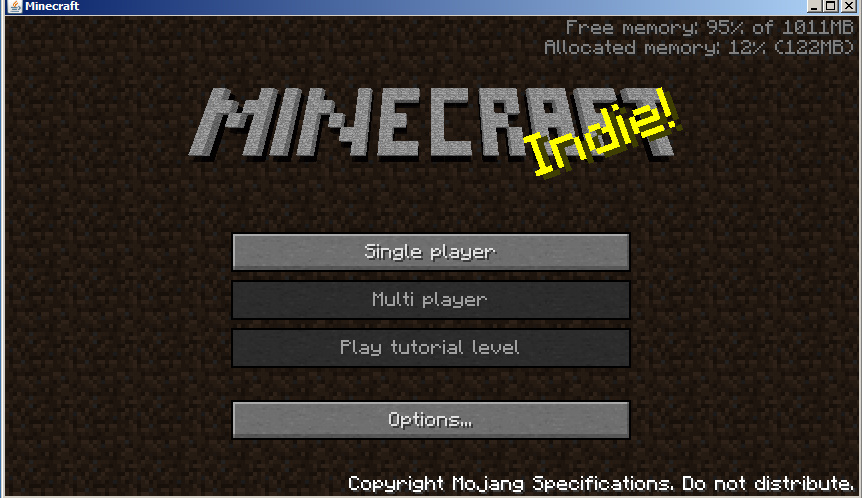 Minecraft
Free memory: 95% of 1011MB
Allocated memory: 12% (122MB)
MINECRAFT
Indie!
Single player
Multi player
Play tutorial level
Options...
Copyright Mojang Specifications. Do not distribute.